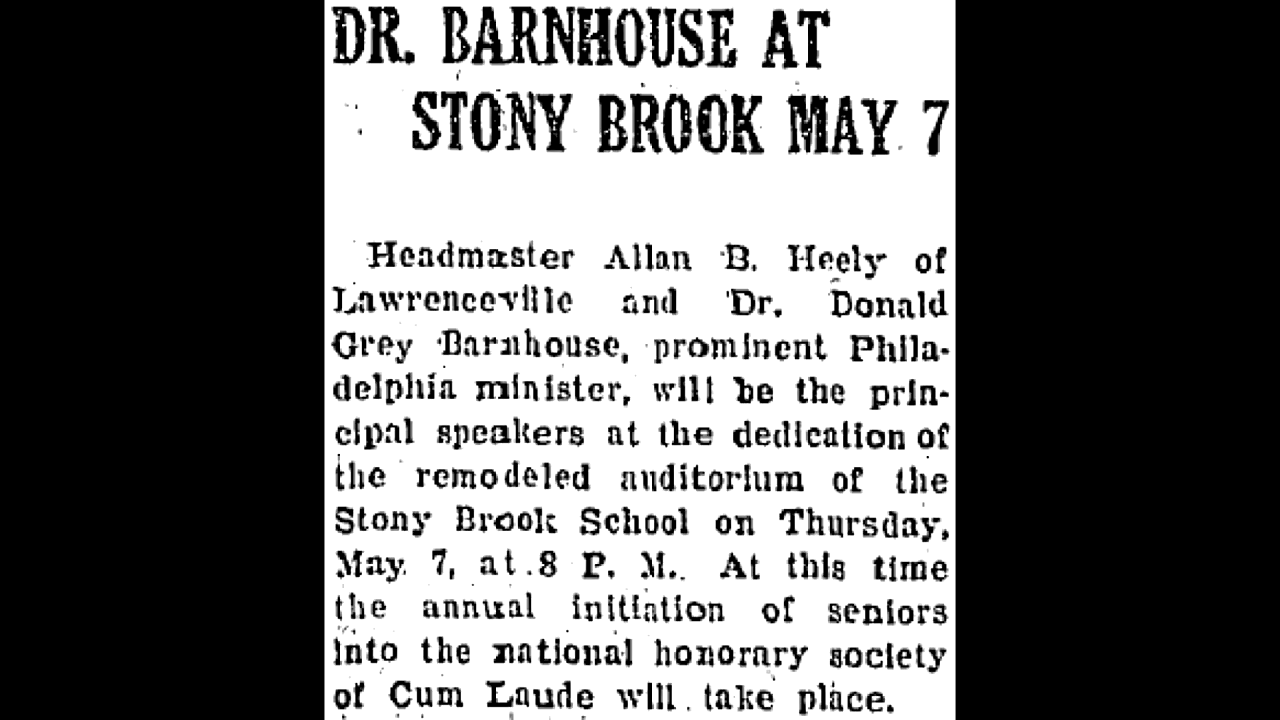 DR. BARNHOUSE AT
STONY BROOK MAY 7
Headmaster Allan B. Heely of
Lawrenceville and Dr. Donald
Grey Barnhouse, prominent Phila-
delphia minister, will be the prin-
cipal speakers at the dedication of
the remodeled auditorium of the
Stony Brook School on Thursday,
May 7, at 8 P. M. At this time
the annual initiation of seniors
into the national honorary society
of Cum Laude will take place.